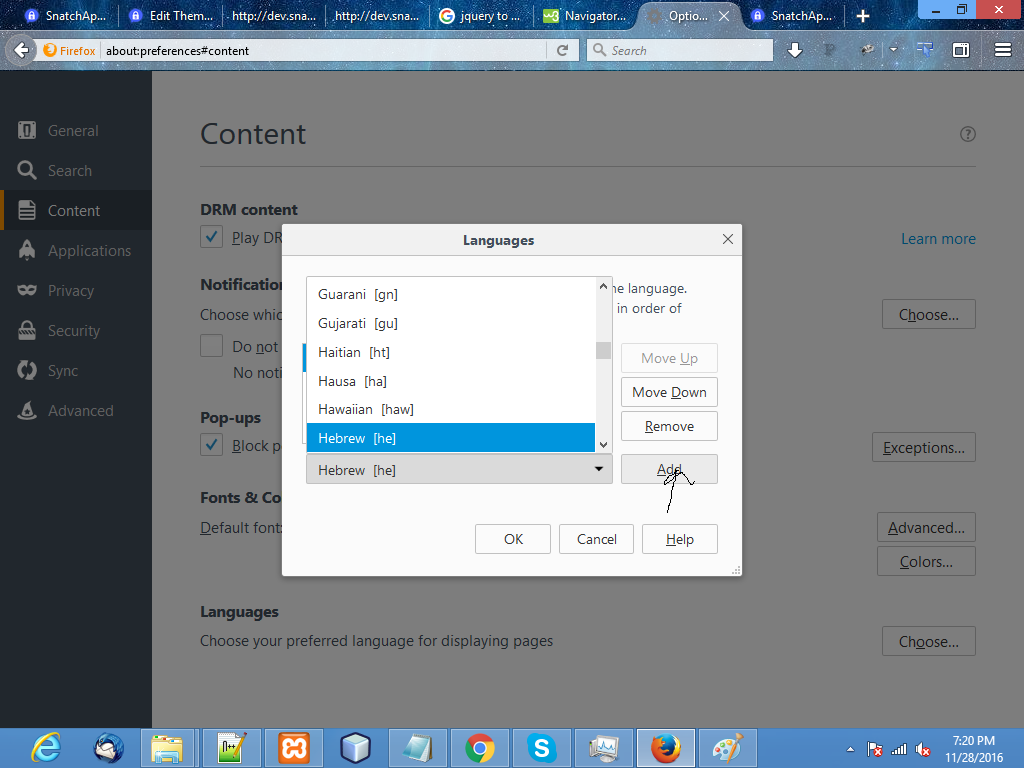 SnatchAp...
Edit Them...
http://dev.sna...
http://dev.sna...
jquery to ...
Navigator...
Optio...
SnatchAp...
Firefox
about:preferences#content
Search
General
Search
Content
Applications
Privacy
Security
Sync
Advanced
Content
DRM content
Play DR
Learn more
Notification
Choose whic
Choose...
Do not
No noti
Pop-ups
Block p
Exceptions...
Fonts & Co
Default font:
Advanced...
Colors...
Languages
Choose your preferred language for displaying pages
Choose...
Languages
ne language.
in order of
Guarani [gn]
Gujarati [gu]
Haitian [ht]
Hausa [ha]
Hawaiian [haw]
Hebrew [he]
Hebrew [he]
Move Up
Move Down
Remove
Add
OK
Cancel
Help
N++
7:20 PM
11/28/2016